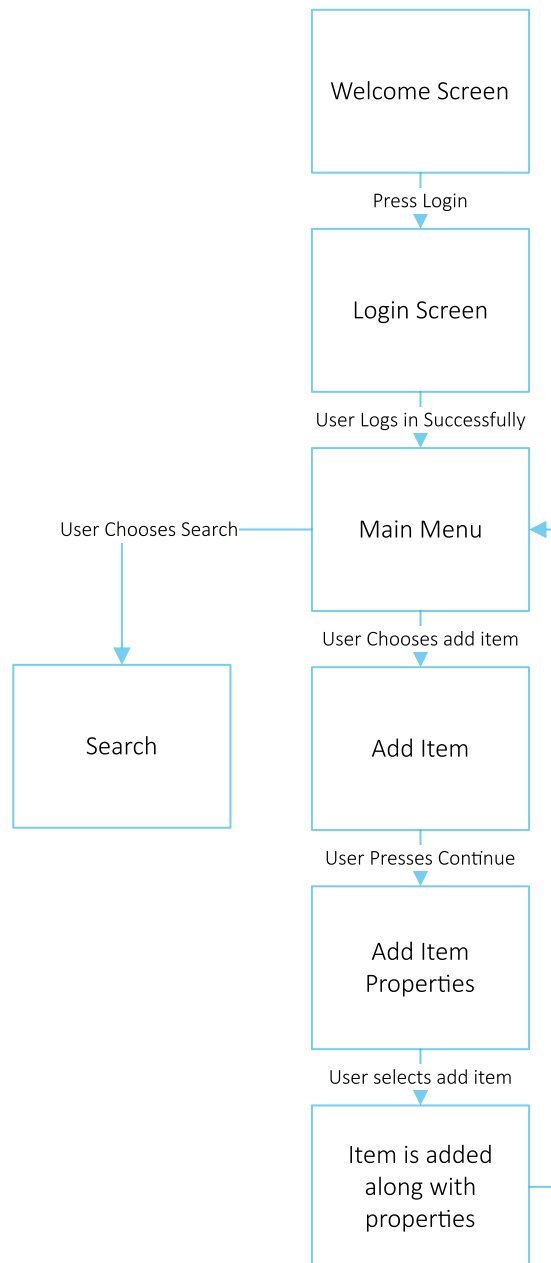 Welcome Screen
Press Login
Login Screen
User Logs in Successfully
User Chooses Search
Main Menu
User Chooses add item
Search
Add Item
User Presses Continue
Add Item
Properties
User selects add item
Item is added
along with
properties